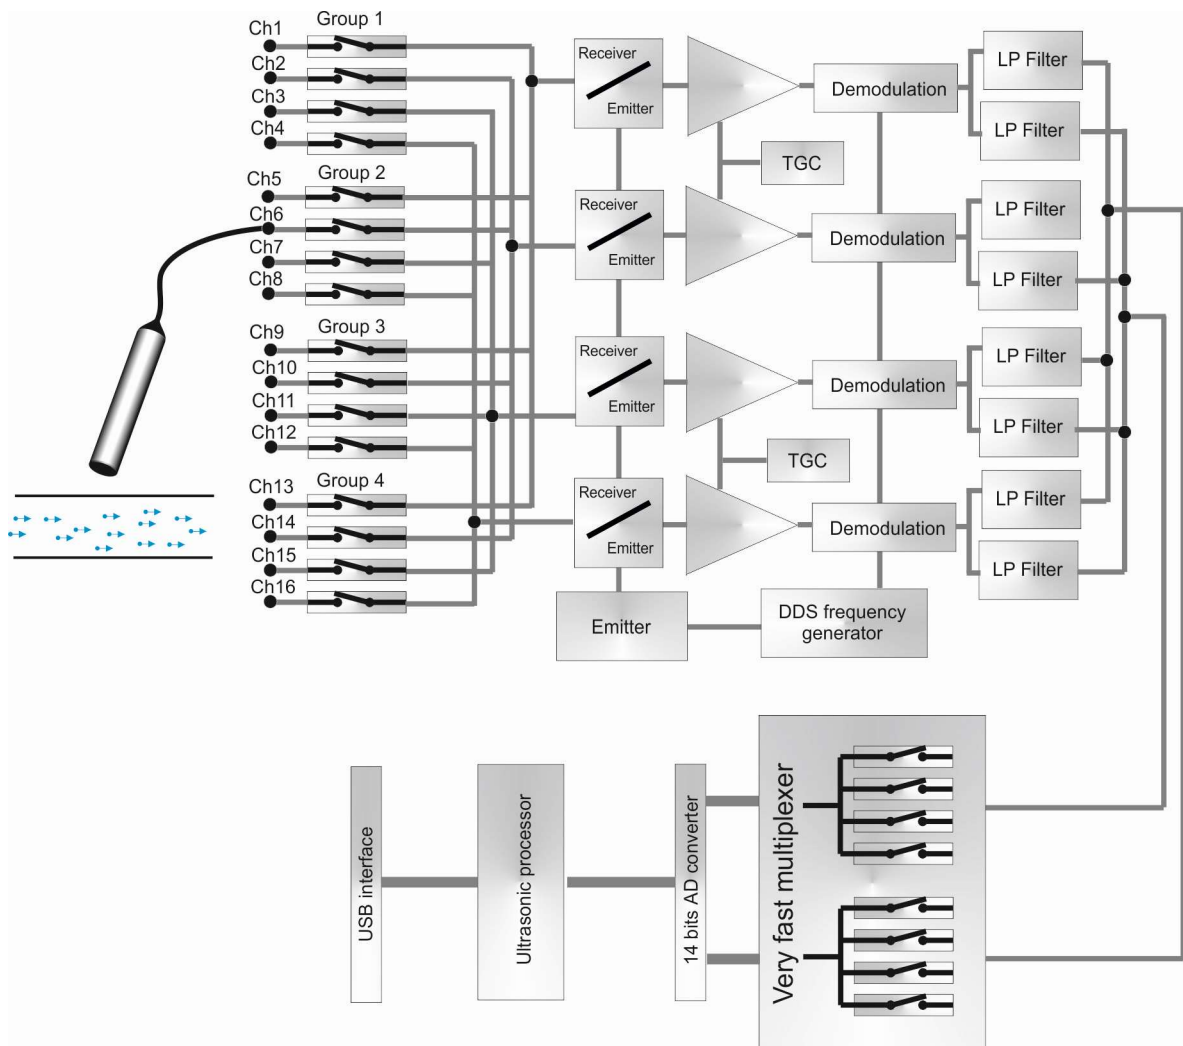 Group 1
Ch1
Ch2
Ch3
Ch4
Group 2
Ch5
Ch6
Ch7
Ch8
Group 3
Ch9
Ch10
Ch11
Ch12
Group 4
Ch13
Ch14
Ch15
Ch16
Receiver
Emitter
Receiver
Emitter
Receiver
Emitter
Receiver
Emitter
TGC
TGC
Demodulation
Demodulation
Demodulation
Demodulation
LP Filter
LP Filter
LP Filter
LP Filter
LP Filter
LP Filter
LP Filter
LP Filter
Emitter
DDS frequency
generator
USB interface
Ultrasonic processor
14 bits AD converter
Very fast multiplexer